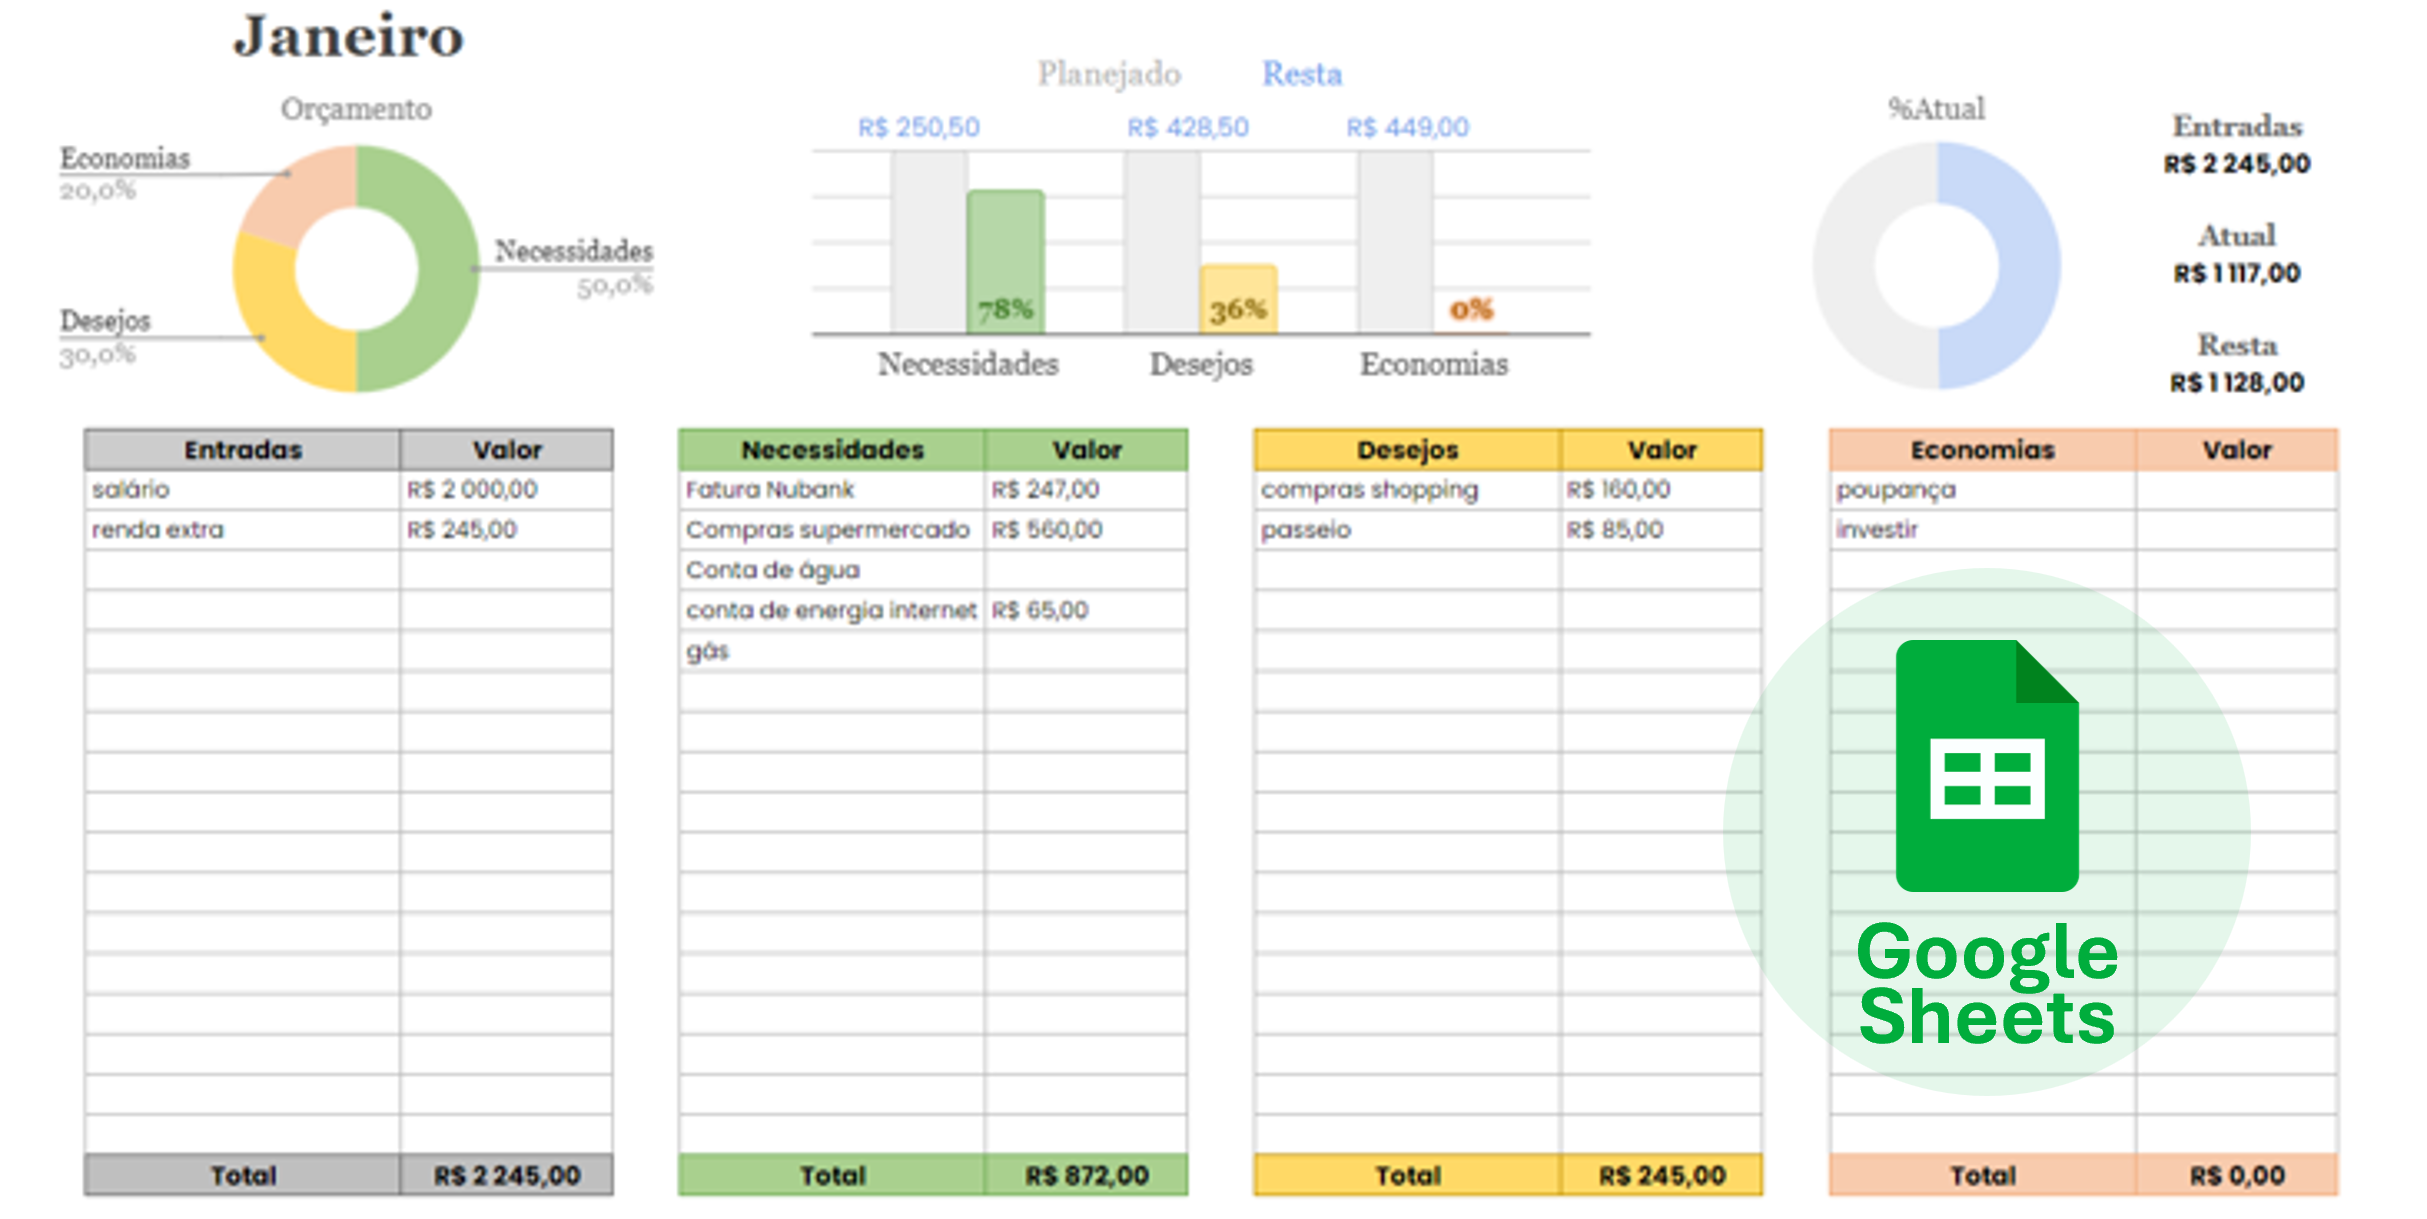 Janeiro
Orçamento
Economias
20,0%
Necessidades
50,0%
Desejos
30,0%
Planejado Resta
R$ 250,50 R$ 428,50 R$ 449,00
78% 36% 0%
Necessidades Desejos Economias
%Atual
Entradas
R$ 2 245,00
Atual
R$ 1 117,00
Resta
R$ 1 128,00
Entradas Valor
salário R$ 2 000,00
renda extra R$ 245,00
Total R$ 2 245,00
Necessidades Valor
Fatura Nubank R$ 247,00
Compras supermercado R$ 560,00
Conta de água
conta de energia internet R$ 65,00
gás
Total R$ 872,00
Desejos Valor
compras shopping R$ 160,00
passeio R$ 85,00
Total R$ 245,00
Economias Valor
poupança
investir
Total R$ 0,00
Google
Sheets